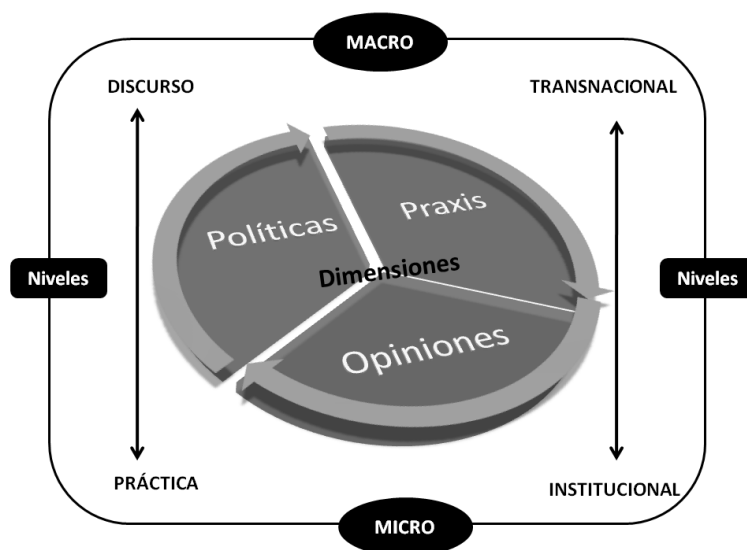 MACRO
DISCURSO
TRANSNACIONAL
Políticas
Praxis
Niveles
Dimensiones
Niveles
Opiniones
PRÁCTICA
INSTITUCIONAL
MICRO